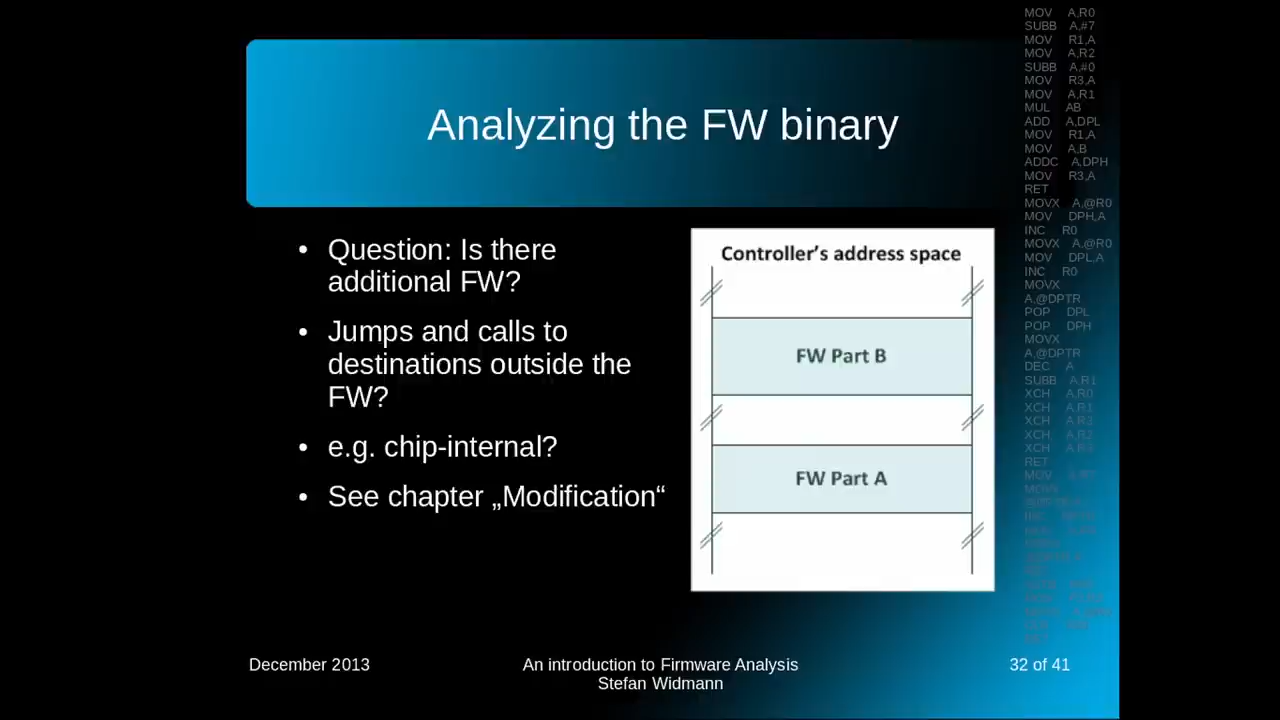 Analyzing the FW binary
• Question: Is there
additional FW?
• Jumps and calls to
destinations outside the
FW?
• e.g. chip-internal?
• See chapter „Modification“
Controller’s address space
FW Part B
FW Part A
MOV A,R0
SUBB A,#7
MOV R1,A
MOV A,R2
SUBB A,#0
MOV R3,A
MOV A,R1
MUL AB
ADD A,DPL
MOV R1,A
MOV A,B
ADDC A,DPH
MOV R3,A
RET
MOVX A,@R0
MOV DPH,A
INC R0
MOVX A,@R0
MOV DPL,A
INC R0
MOVX
A,@DPTR
POP DPL
POP DPH
MOVX
A,@DPTR
DEC A
SUBB A,R1
XCH A,R0
XCH A,R1
XCH A,R3
XCH A,R2
XCH A,R3
RET
December 2013
An introduction to Firmware Analysis
Stefan Widmann
32 of 41